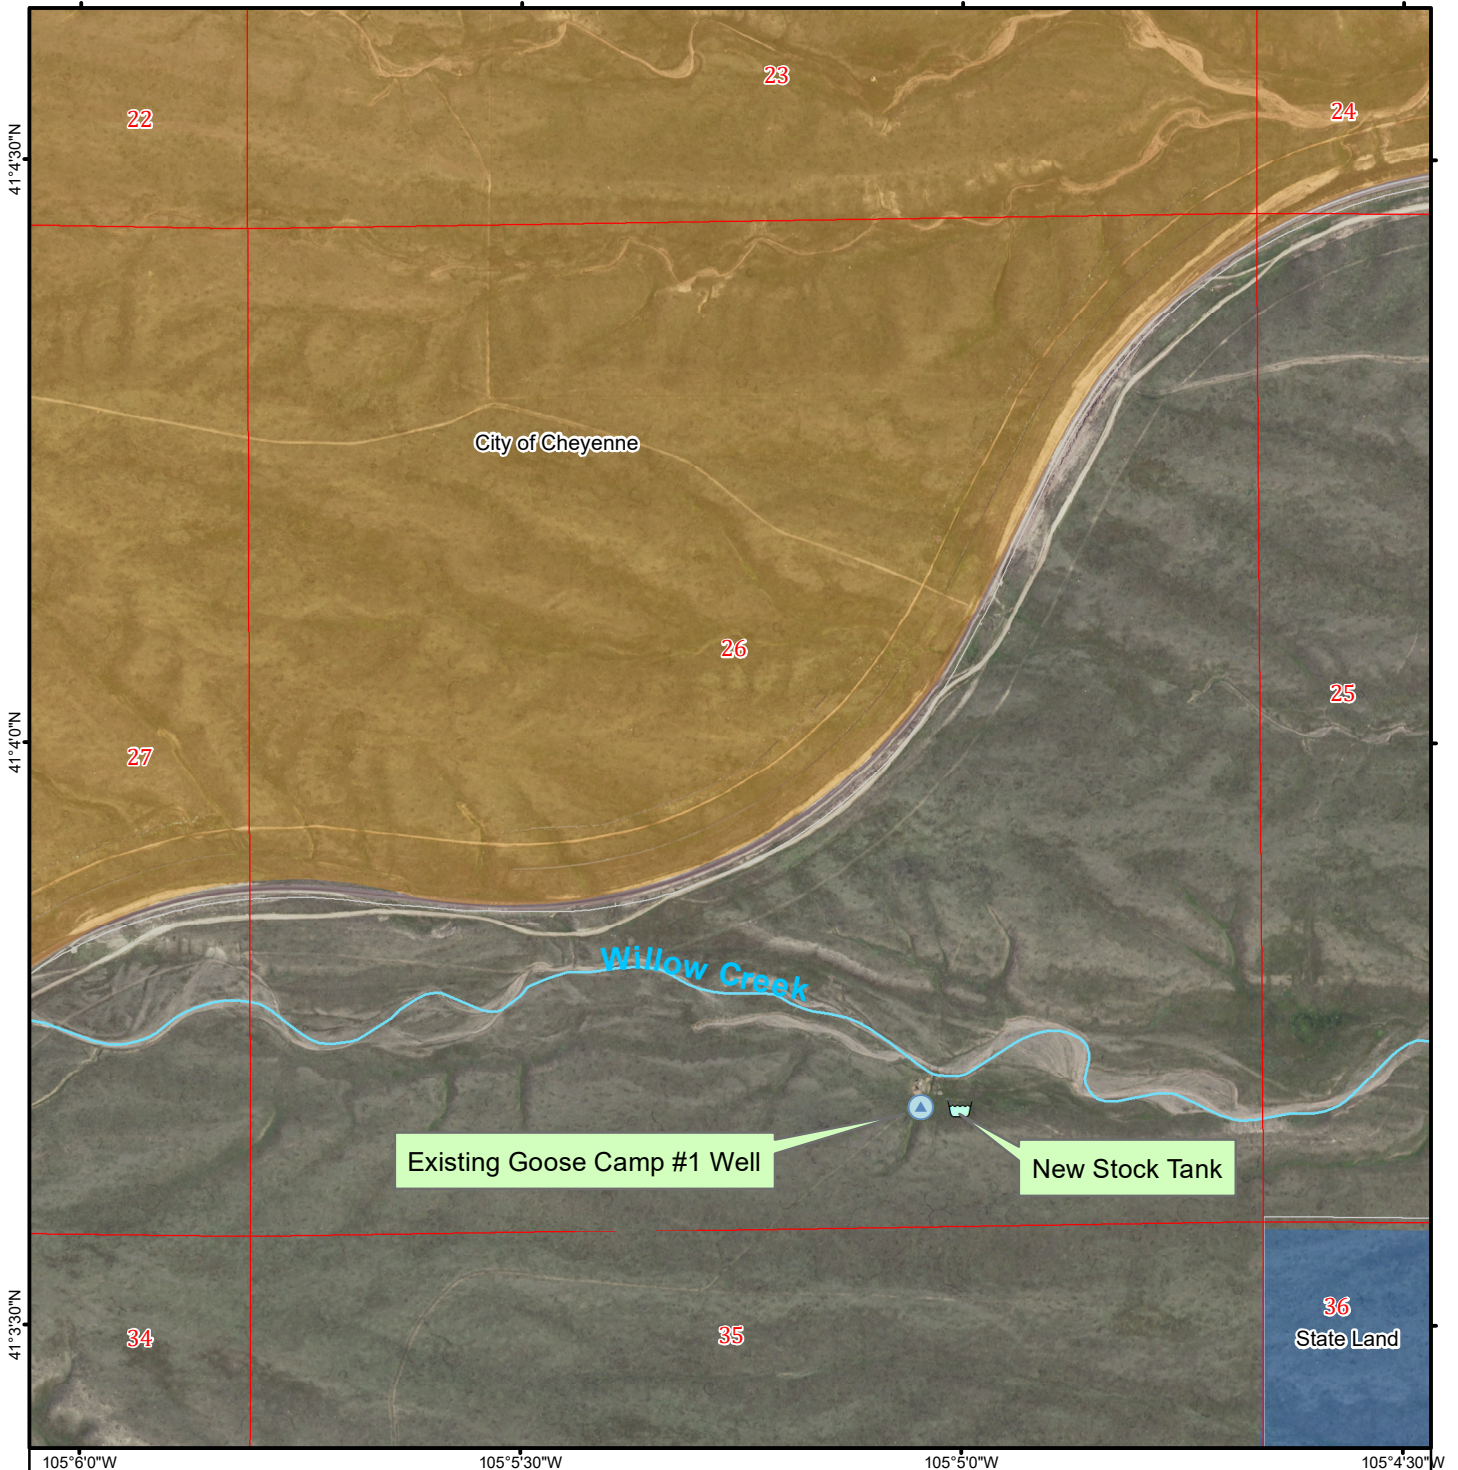 23
22
24
41°4'30"N
City of Cheyenne
26
25
41°4'0"N
27
Willow Creek
Existing Goose Camp #1 Well
New Stock Tank
41°3'30"N
36
34
35
State Land
105°6'0"W
105°5'30"W
105°5'0"W
105°4'30"W